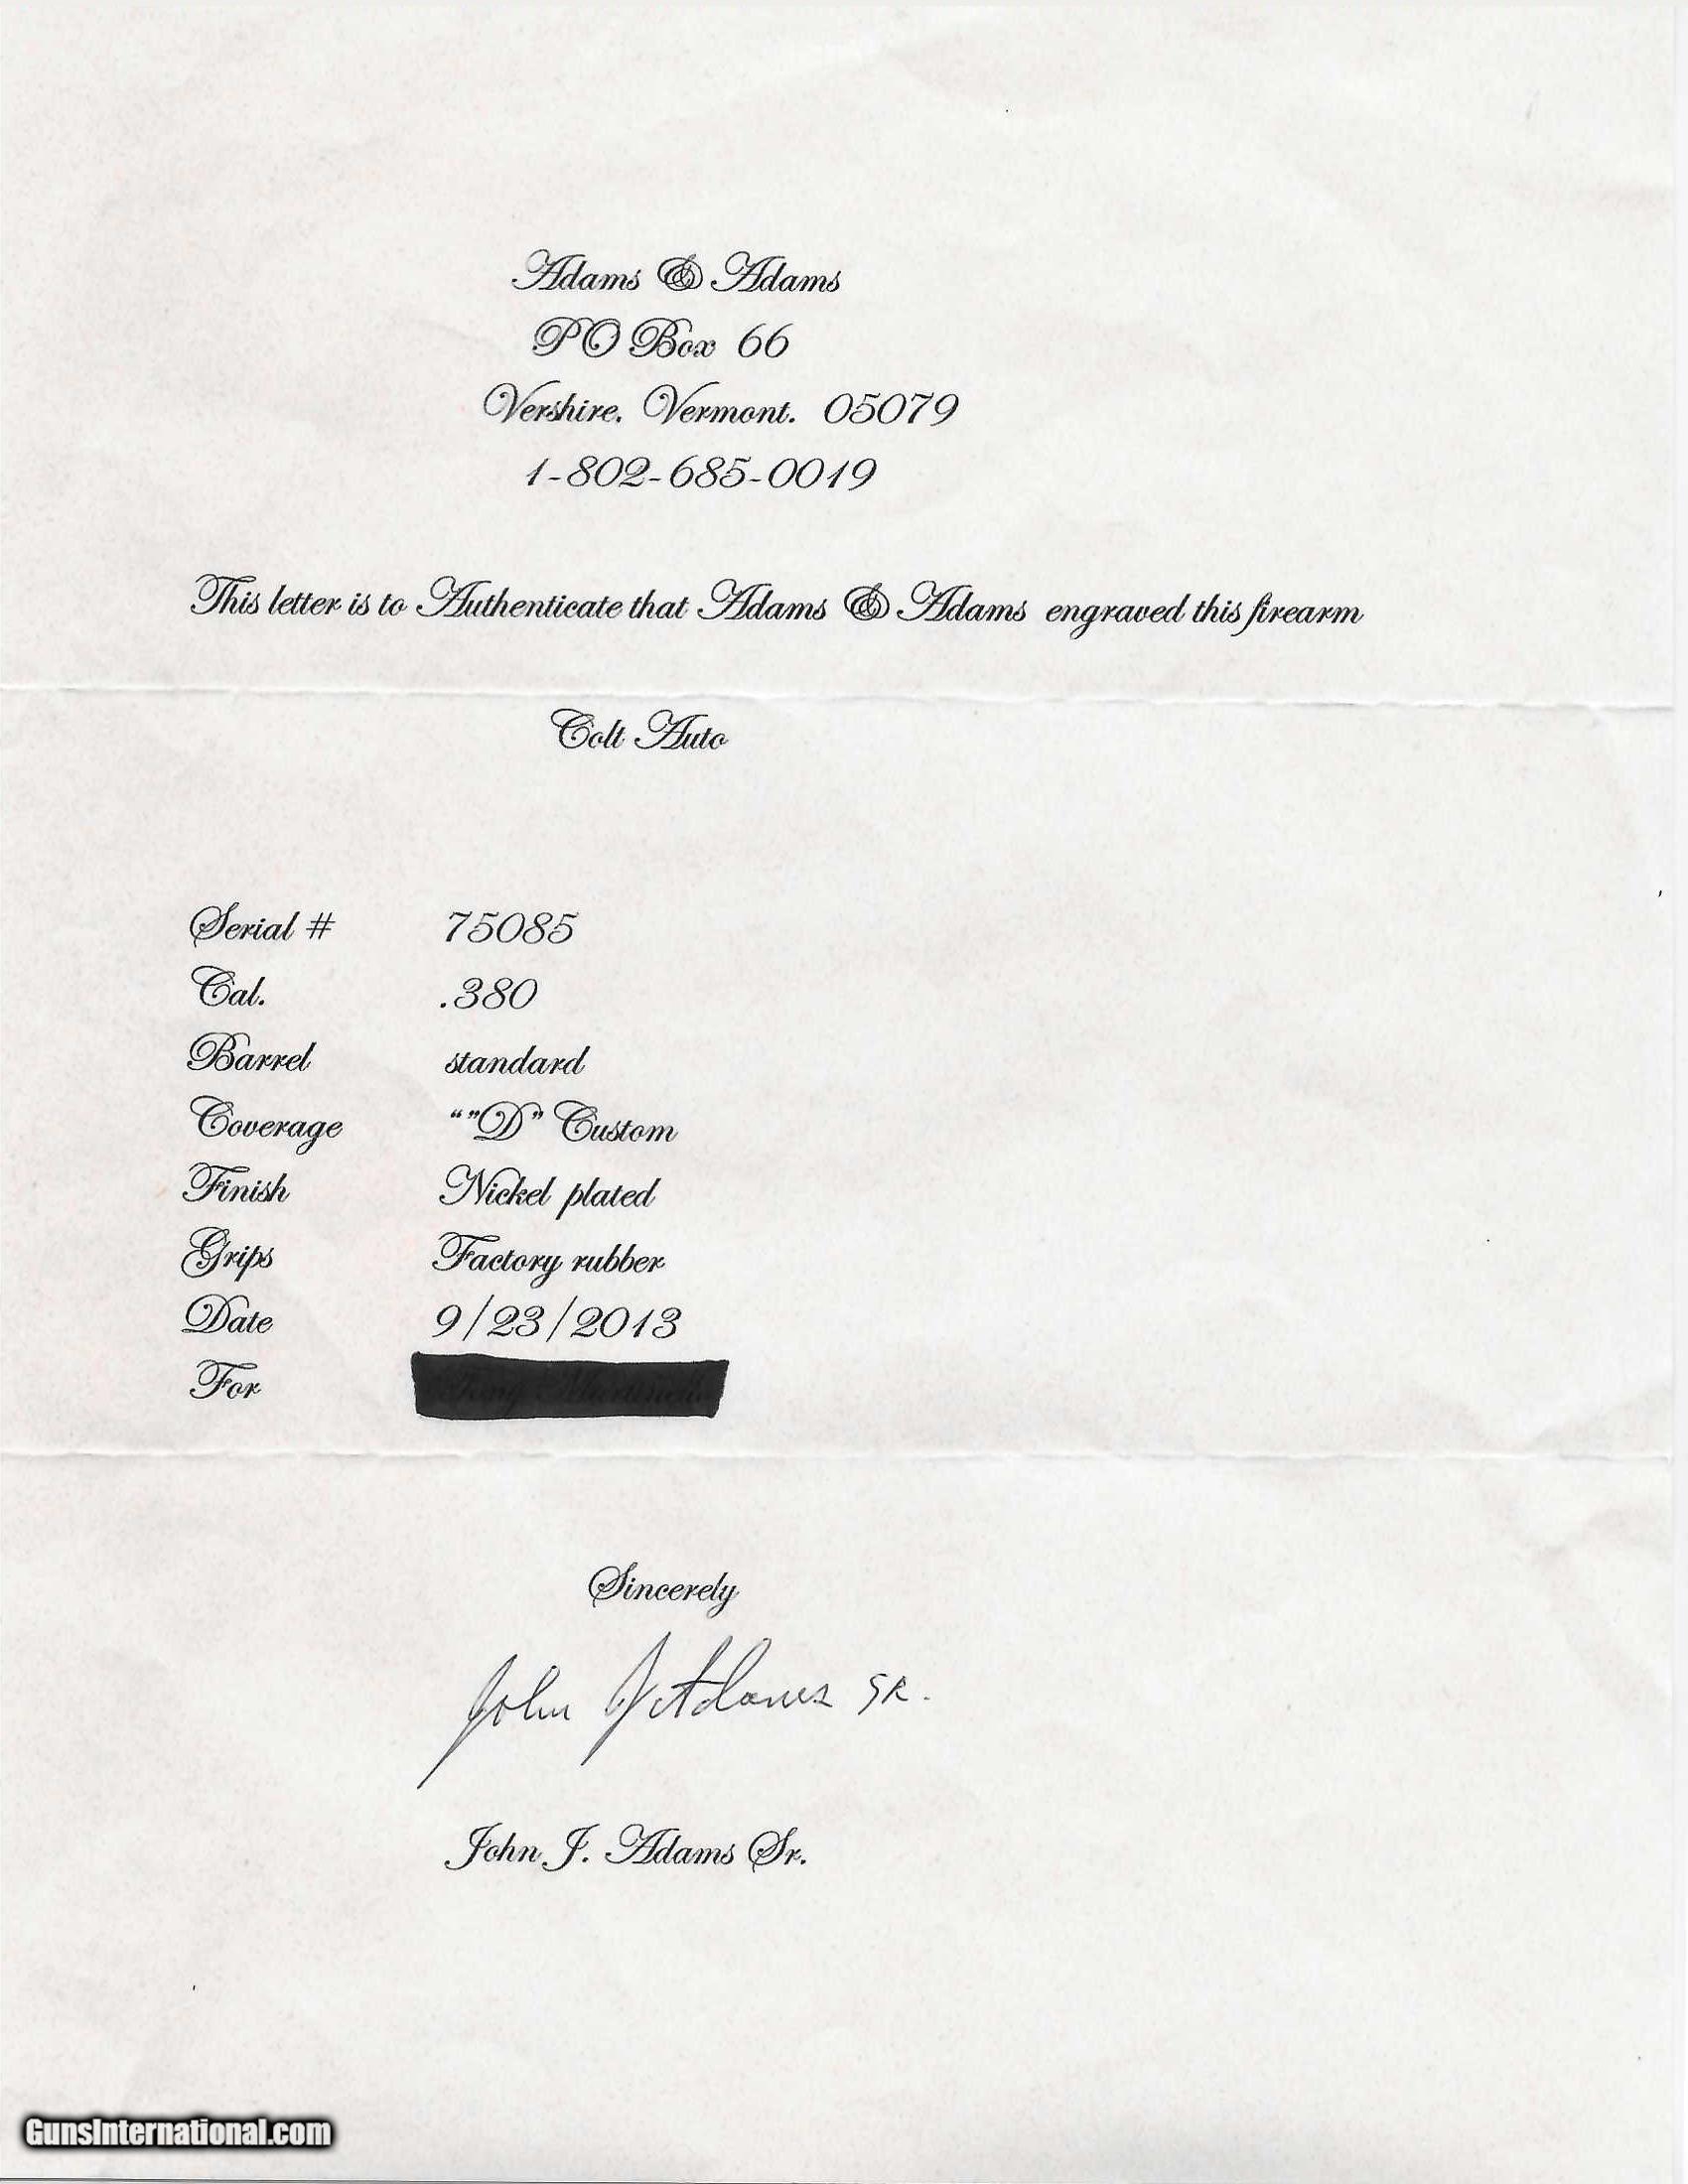 Adams & Adams
PO Box 66
Vershire, Vermont. 05079
1-802-685-0019
This letter is to Authenticate that Adams & Adams engraved this firearm
Colt Auto
Serial # 75085
Cal. .380
Barrel standard
Coverage “”D” Custom
Finish Nickel plated
Grips Factory rubber
Date 9/23/2013
For
Sincerely
John J Adams SR.
John J. Adams Sr.
GunsInternational.com